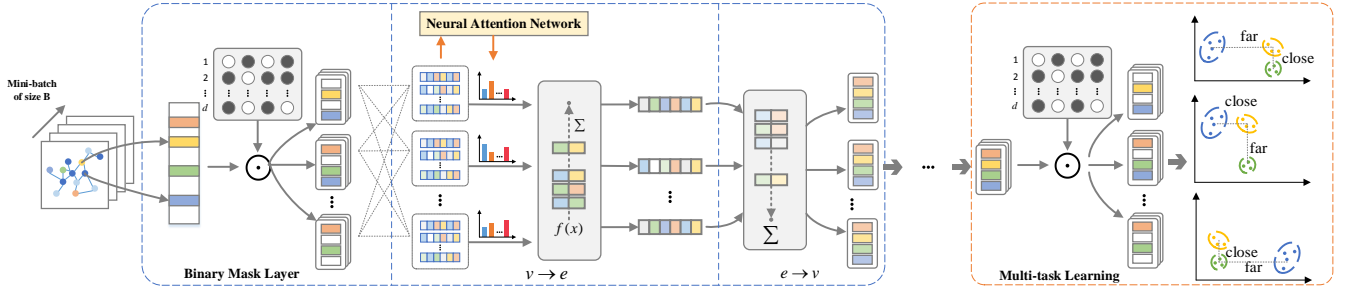 Mini-batch
of size B
1
2
⋮
d
Binary Mask Layer
Neural Attention Network
...
...
...
Σ
f(x)
v → e
Σ
e → v
...
1
2
⋮
d
Multi-task Learning
far
close
close
far
close
far